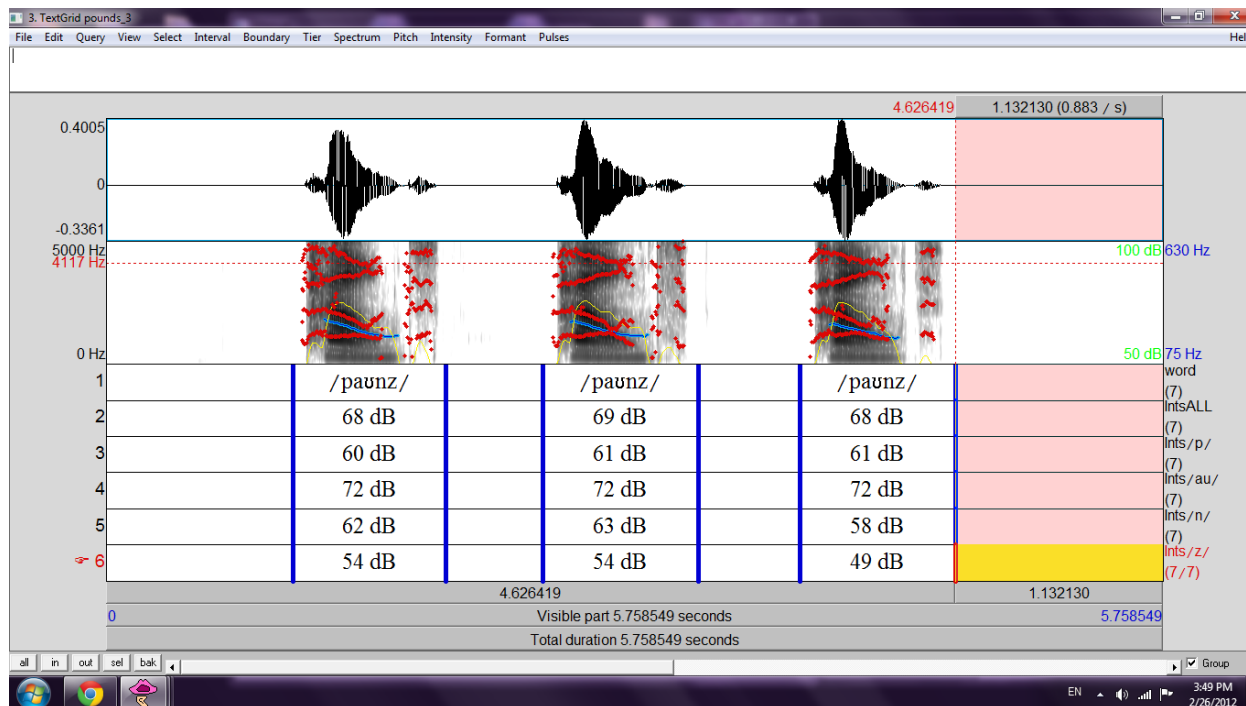 3. TextGrid pounds_3
File Edit Query View Select Interval Boundary Tier Spectrum Pitch Intensity Formant Pulses Hel
4.626419 1.132130 (0.883 / s)
0.4005
0
-0.3361
5000 Hz 100 dB 630 Hz
4117 Hz
0 Hz 50 dB 75 Hz
1 /paʊnz/ /paʊnz/ /paʊnz/ word (7)
2 68 dB 69 dB 68 dB IntsALL (7)
3 60 dB 61 dB 61 dB Ints/p/ (7)
4 72 dB 72 dB 72 dB Ints/au/ (7)
5 62 dB 63 dB 58 dB Ints/n/ (7)
☞ 6 54 dB 54 dB 49 dB Ints/z/ (7/7)
4.626419 1.132130
0 Visible part 5.758549 seconds 5.758549
Total duration 5.758549 seconds
all in out sel bak Group
EN 3:49 PM
2/26/2012